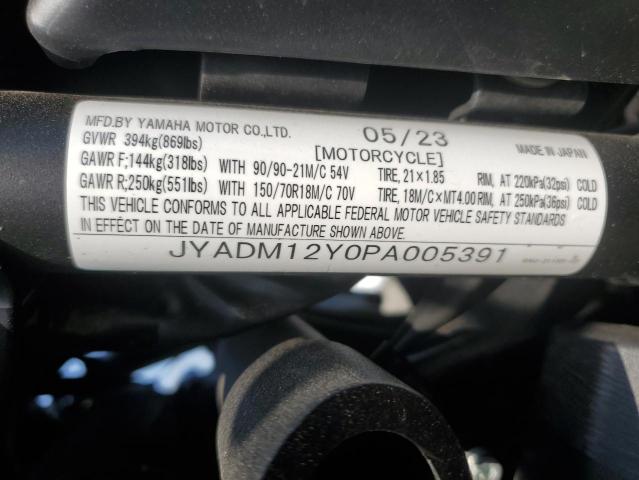 MFD.BY YAMAHA MOTOR CO.,LTD. 05/23 MADE IN JAPAN
GVWR 394kg(869lbs) [MOTORCYCLE]
GAWR F;144kg(318lbs) WITH 90/90-21M/C 54V TIRE, 21×1.85 RIM, AT 220kPa(32psi) COLD
GAWR R;250kg(551lbs) WITH 150/70R18M/C 70V TIRE, 18M/C×MT4.00 RIM, AT 250kPa(36psi) COLD
THIS VEHICLE CONFORMS TO ALL APPLICABLE FEDERAL MOTOR VEHICLE SAFETY STANDARDS
IN EFFECT ON THE DATE OF MANUFACTURE SHOWN ABOVE.
JYADM12Y0PA005391